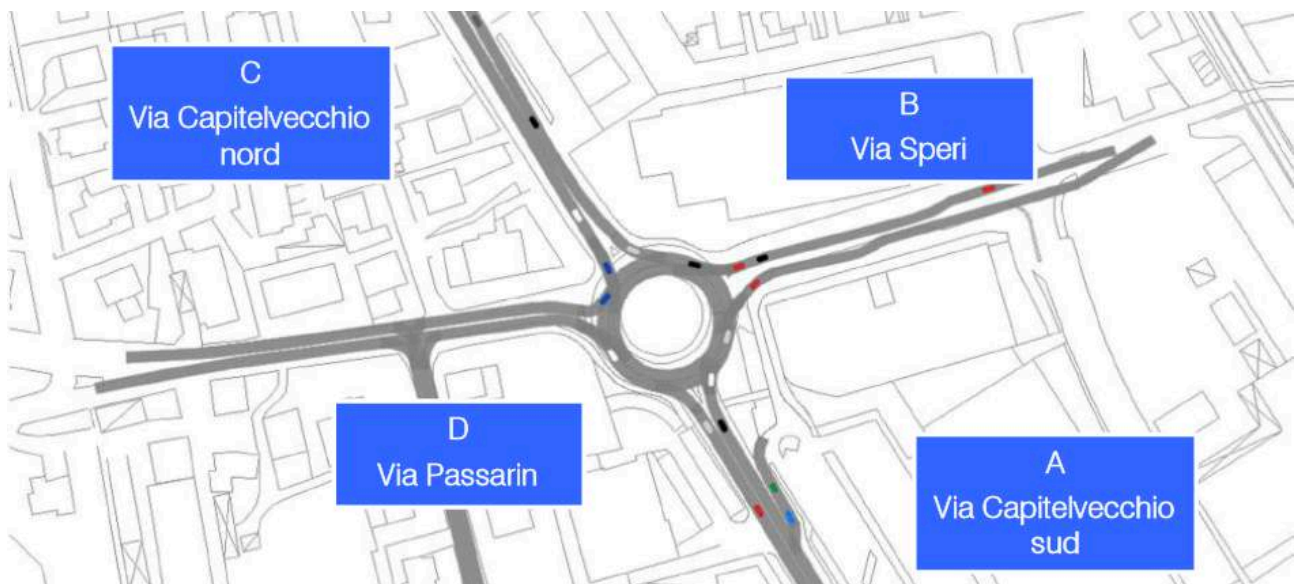 C
Via Capitelvecchio
nord
B
Via Speri
D
Via Passarin
A
Via Capitelvecchio
sud